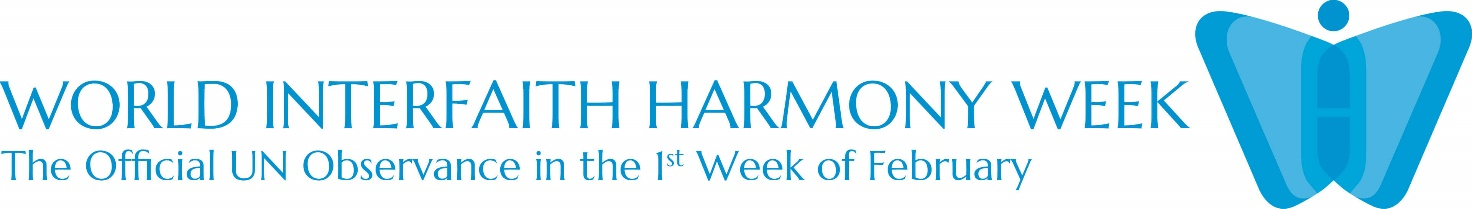 WORLD INTERFAITH HARMONY WEEK
The Official UN Observance in the 1st Week of February